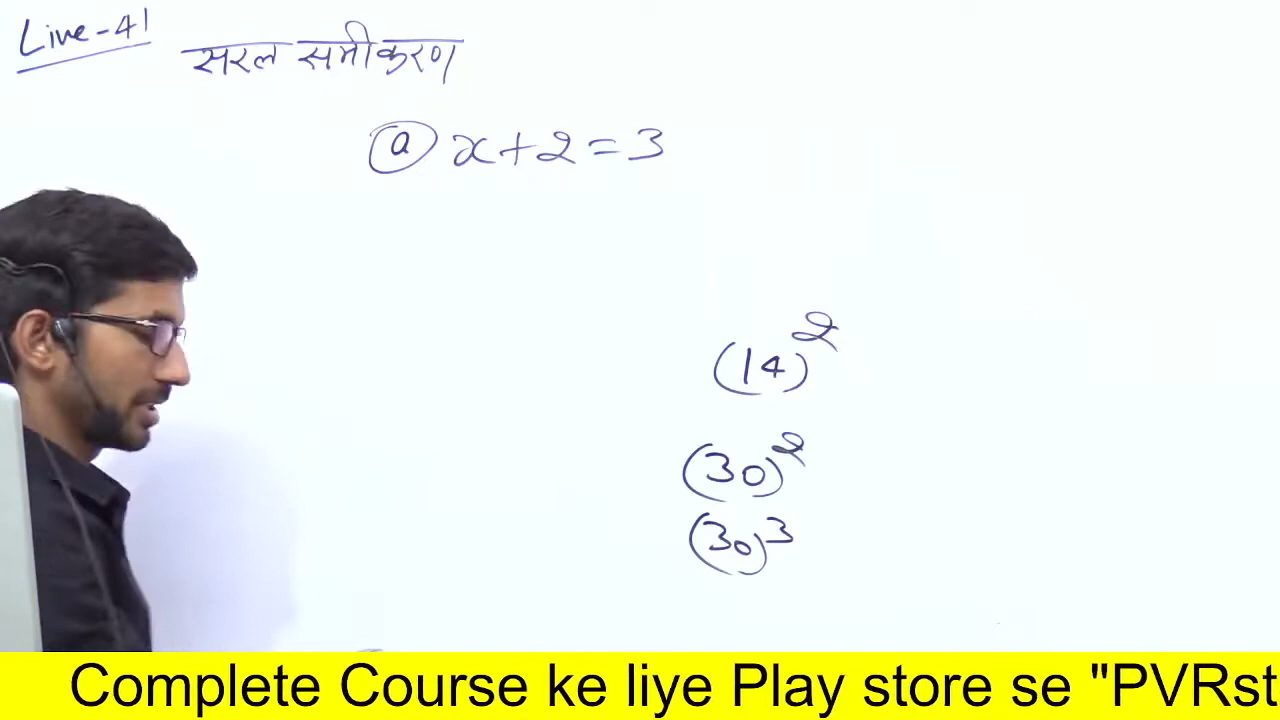 Live-41
सरल समीकरण
ⓐ x+2=3
(14)²
(30)²
(30)³
Complete Course ke liye Play store se "PVRst